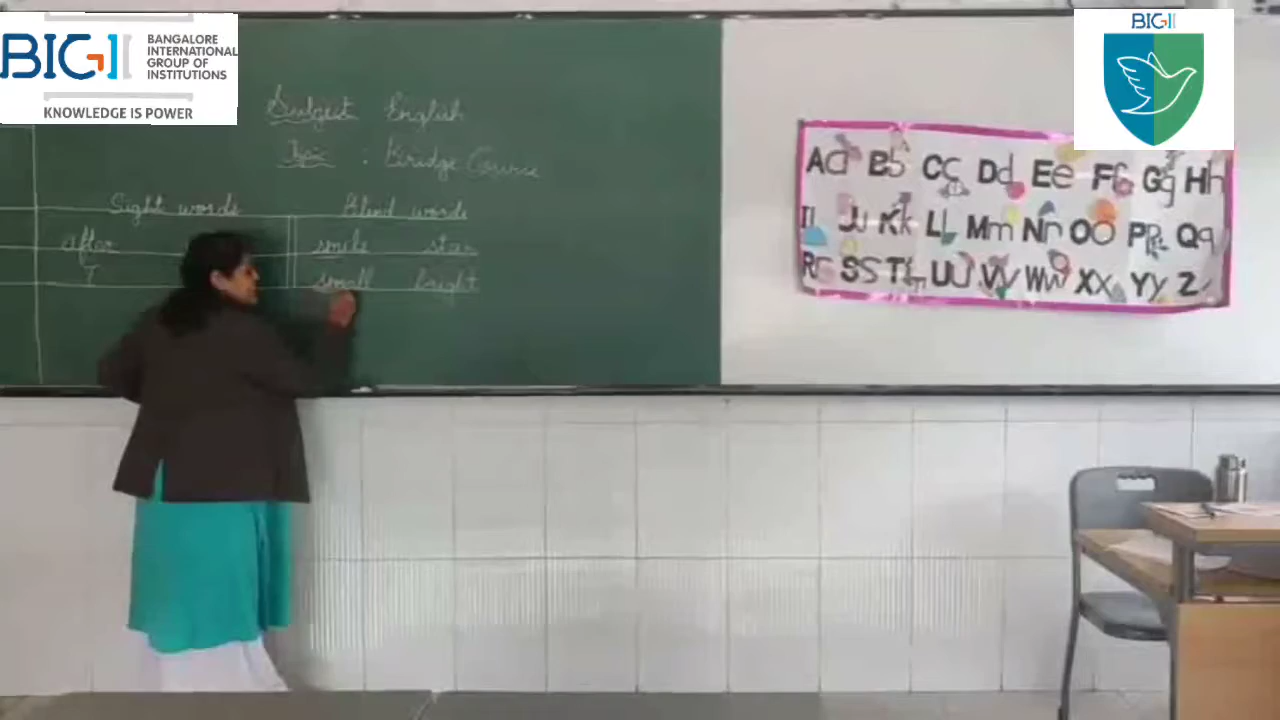 BIGI
BANGALORE
INTERNATIONAL
GROUP OF
INSTITUTIONS
KNOWLEDGE IS POWER
BIGI
Subject English
Topic . Bridge Course
Sight words Blend words
after smile star
I small bright
Aa Bb Cc Dd Ee Ff Gg Hh
Ii Jj Kk Ll Mm Nn Oo Pp Qq
Rr Ss Tt Uu Vv Ww Xx Yy Zz